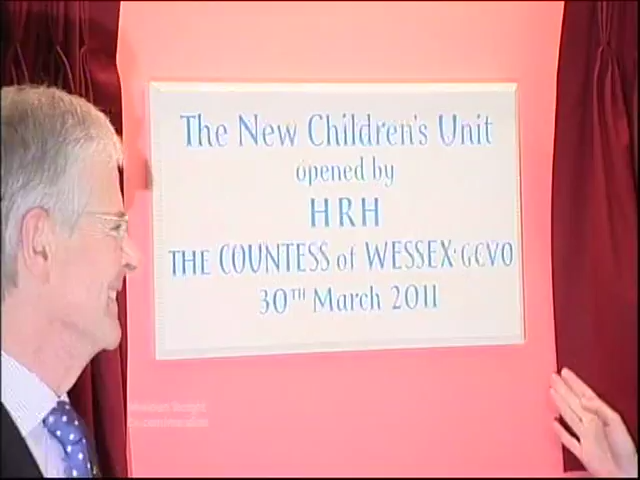 The New Children's Unit
opened by
HRH
THE COUNTESS of WESSEX·GCVO
30TH March 2011